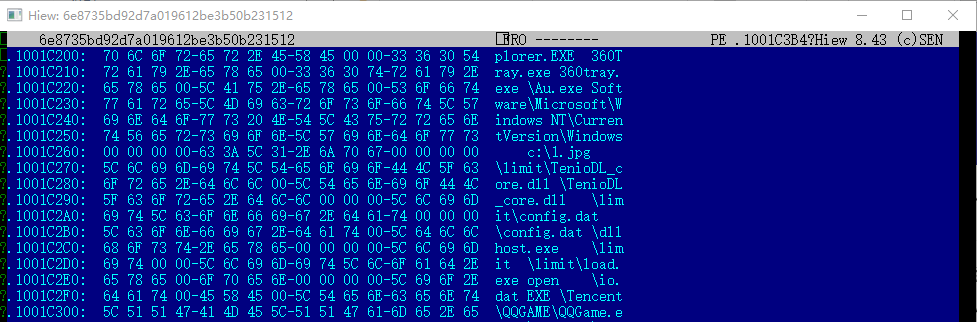 Hiew: 6e8735bd92d7a019612be3b50b231512
6e8735bd92d7a019612be3b50b231512 FRO -------- PE .1001C3B4?Hiew 8.43 (c)SEN
?.1001C200: 70 6C 6F 72-65 72 2E 45-58 45 00 00-33 36 30 54 plorer.EXE 360T
?.1001C210: 72 61 79 2E-65 78 65 00-33 36 30 74-72 61 79 2E ray.exe 360tray.
?.1001C220: 65 78 65 00-5C 41 75 2E-65 78 65 00-53 6F 66 74 exe \Au.exe Soft
?.1001C230: 77 61 72 65-5C 4D 69 63-72 6F 73 6F-66 74 5C 57 ware\Microsoft\W
?.1001C240: 69 6E 64 6F-77 73 20 4E-54 5C 43 75-72 72 65 6E indows NT\Curren
?.1001C250: 74 56 65 72-73 69 6F 6E-5C 57 69 6E-64 6F 77 73 tVersion\Windows
?.1001C260: 00 00 00 00-63 3A 5C 31-2E 6A 70 67-00 00 00 00 c:\1.jpg
?.1001C270: 5C 6C 69 6D-69 74 5C 54-65 6E 69 6F-44 4C 5F 63 \limit\TenioDL_c
?.1001C280: 6F 72 65 2E-64 6C 6C 00-5C 54 65 6E-69 6F 44 4C ore.dll \TenioDL
?.1001C290: 5F 63 6F 72-65 2E 64 6C-6C 00 00 00-5C 6C 69 6D _core.dll \lim
?.1001C2A0: 69 74 5C 63-6F 6E 66 69-67 2E 64 61-74 00 00 00 it\config.dat
?.1001C2B0: 5C 63 6F 6E-66 69 67 2E-64 61 74 00-5C 64 6C 6C \config.dat \dll
?.1001C2C0: 68 6F 73 74-2E 65 78 65-00 00 00 00-5C 6C 69 6D host.exe \lim
?.1001C2D0: 69 74 00 00-5C 6C 69 6D-69 74 5C 6C-6F 61 64 2E it \limit\load.
?.1001C2E0: 65 78 65 00-6F 70 65 6E-00 00 00 00-5C 69 6F 2E exe open \io.
?.1001C2F0: 64 61 74 00-45 58 45 00-5C 54 65 6E-63 65 6E 74 dat EXE \Tencent
?.1001C300: 5C 51 51 47-41 4D 45 5C-51 51 47 61-6D 65 2E 65 \QQGAME\QQGame.e